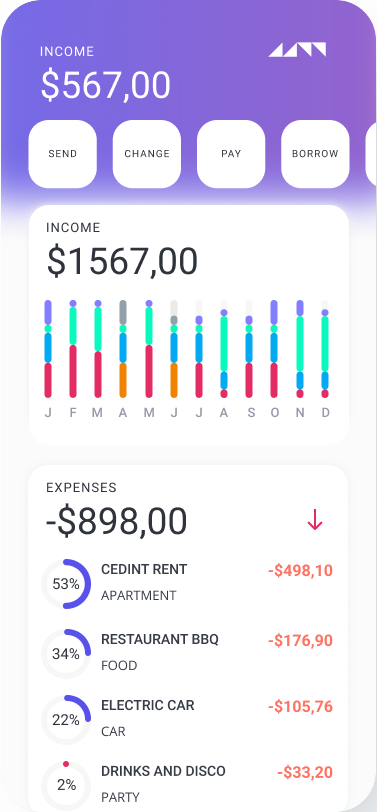 INCOME
$567,00
SEND CHANGE PAY BORROW
INCOME
$1567,00
J F M A M J J A S O N D
EXPENSES
-$898,00
53% CEDINT RENT -$498,10
APARTMENT
34% RESTAURANT BBQ -$176,90
FOOD
22% ELECTRIC CAR -$105,76
CAR
2% DRINKS AND DISCO -$33,20
PARTY